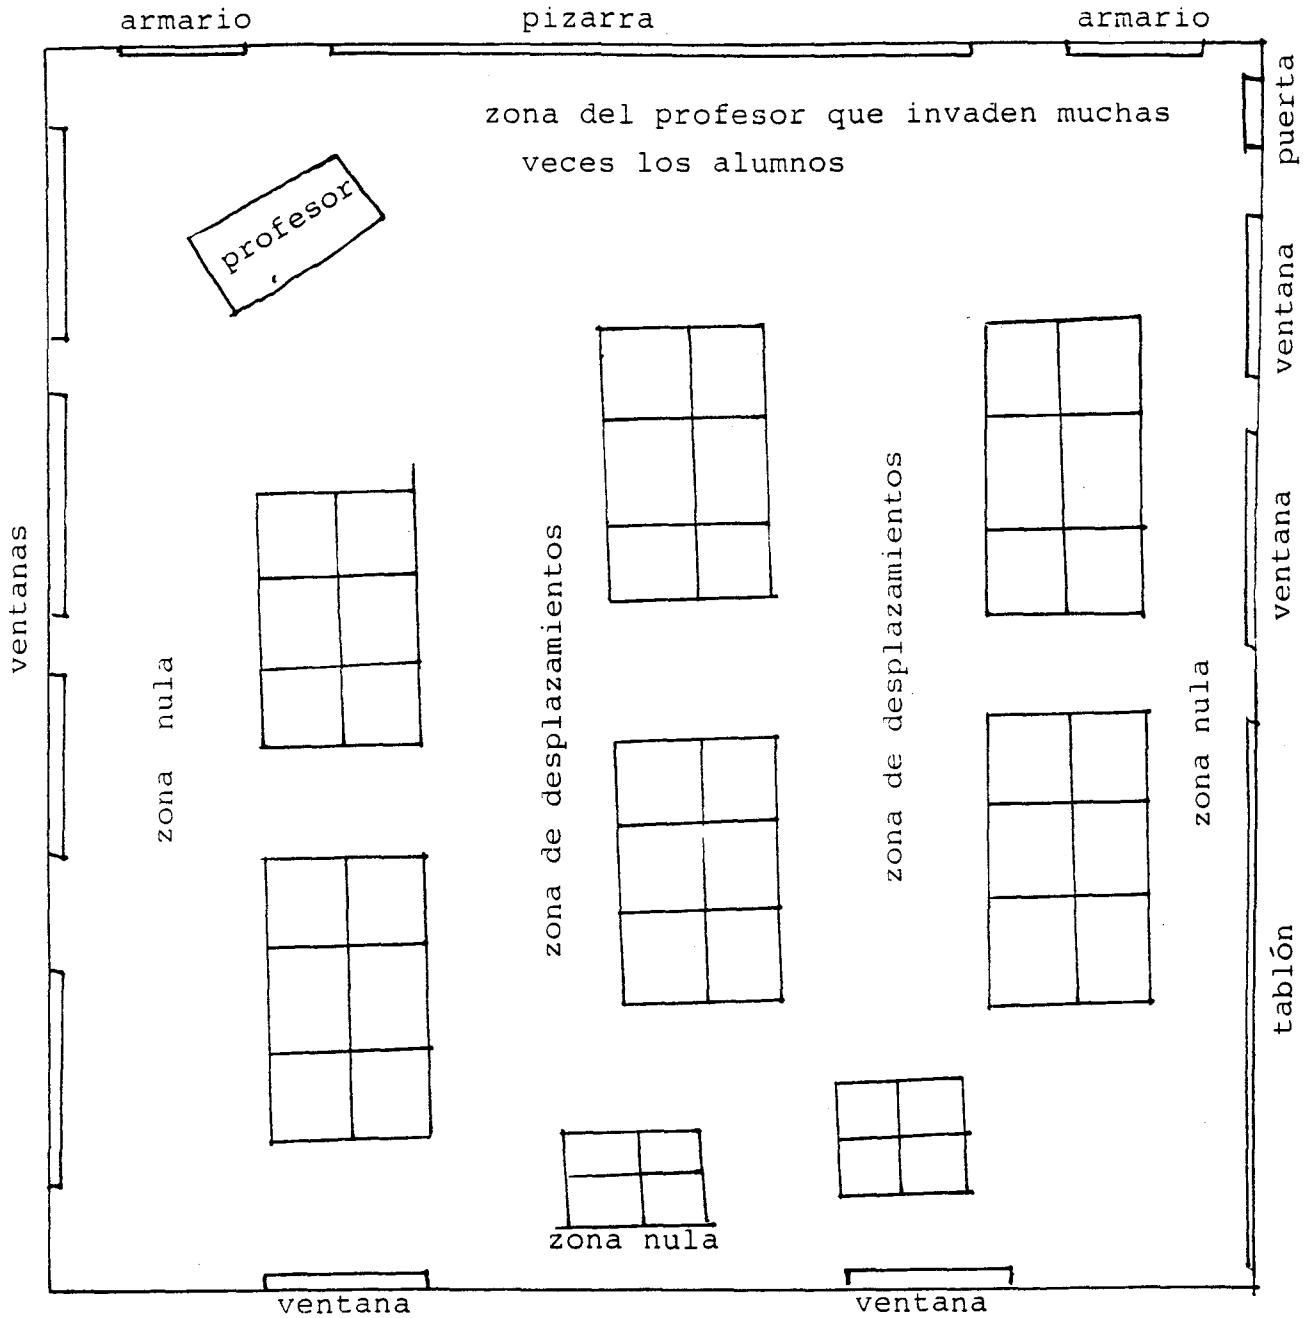 armario
pizarra
armario
puerta
zona del profesor que invaden muchas
veces los alumnos
profesor
ventana
ventanas
zona nula
zona de desplazamientos
zona de desplazamientos
ventana
zona nula
tablón
zona nula
ventana
ventana